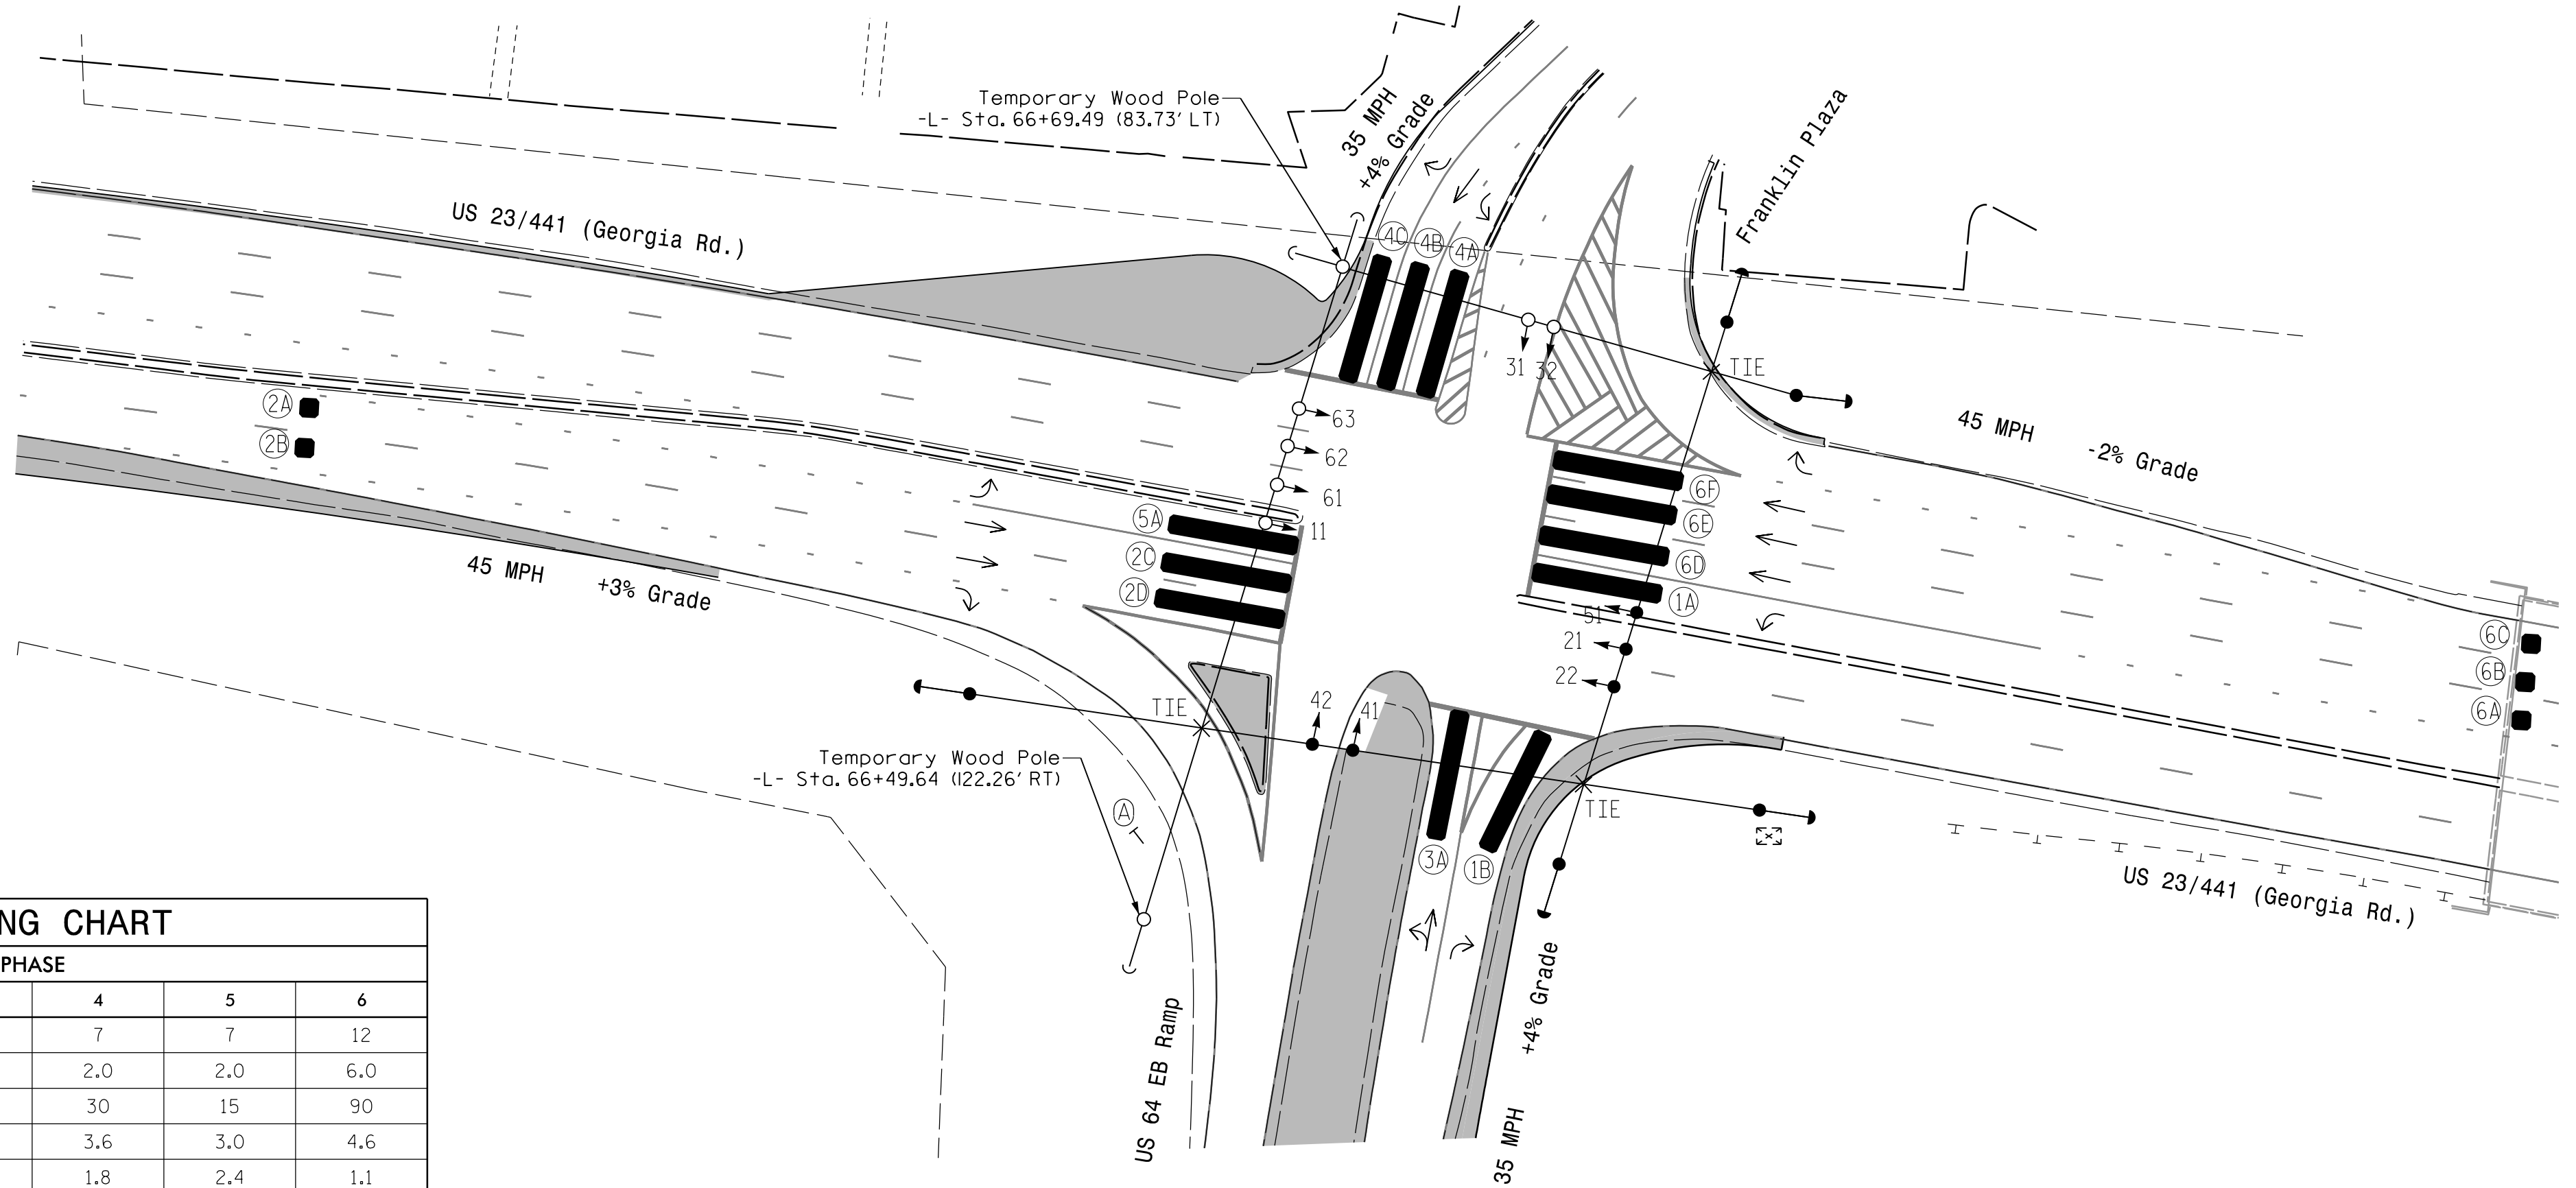 Temporary Wood Pole
-L- Sta. 66+69.49 (83.73' LT)
35 MPH
+4% Grade
Franklin Plaza
US 23/441 (Georgia Rd.)
4C
4B
4A
31
32
TIE
2A
2B
63
62
61
11
45 MPH
-2% Grade
5A
2C
2D
6F
6E
6D
1A
45 MPH
+3% Grade
51
21
22
6C
6B
6A
TIE
42
41
Temporary Wood Pole
-L- Sta. 66+49.64 (122.26' RT)
A
TIE
3A
1B
US 23/441 (Georgia Rd.)
US 64 EB Ramp
35 MPH
+4% Grade
NG CHART
PHASE
4 5 6
7 7 12
2.0 2.0 6.0
30 15 90
3.6 3.0 4.6
1.8 2.4 1.1